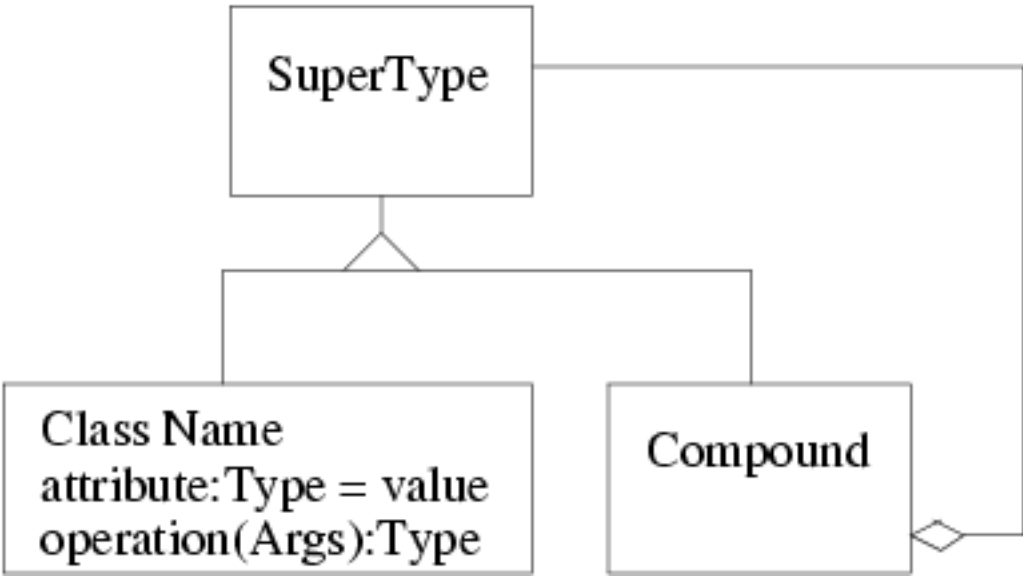 SuperType
Class Name
attribute:Type = value
operation(Args):Type
Compound